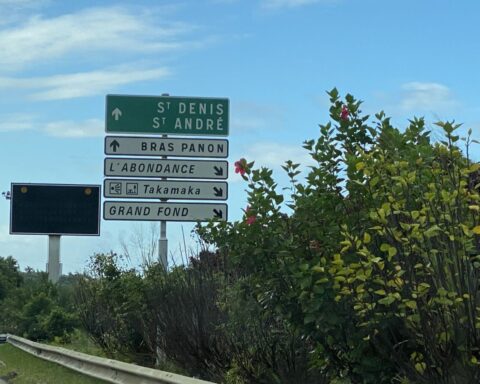 Sᵀ DENIS
Sᵀ ANDRÉ
BRAS PANON
L'ABONDANCE
Takamaka
GRAND FOND